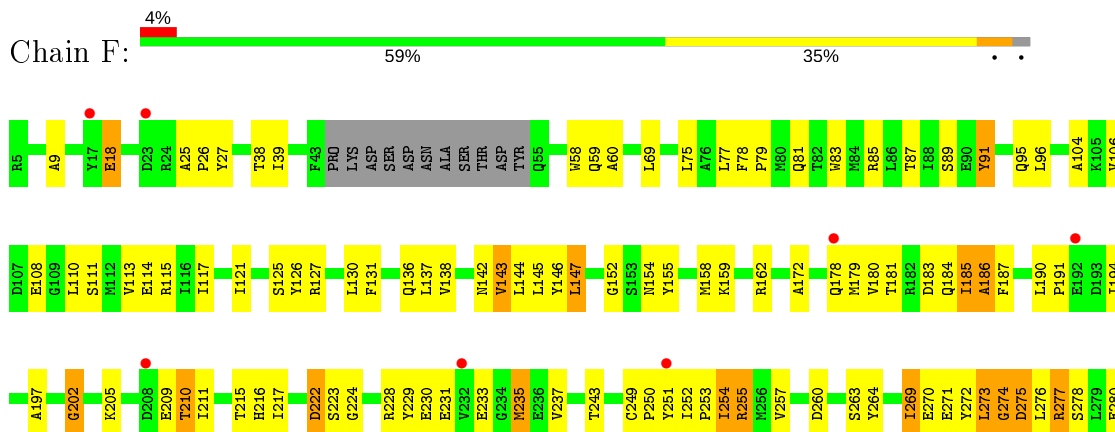 4%
Chain F:
59% 35% • •
R5 A9 Y17 E18 D23 R24 A25 P26 Y27 T38 I39 F43 PRO LYS ASP SER ASP ASN ALA SER THR ASP TYR Q55 W58 Q59 A60 L69 L75 A76 L77 F78 P79 M80 Q81 T82 W83 M84 R85 L86 T87 I88 S89 E90 Y91 Q95 L96 A104 K105
D107 E108 G109 L110 S111 M112 V113 E114 R115 I116 I117 I121 S125 Y126 R127 L130 F131 Q136 L137 V138 N142 V143 L144 L145 Y146 L147 G152 S153 N154 Y155 M158 K159 R162 A172 Q178 M179 V180 T181 R182 D183 Q184 I185 A186 F187 L190 P191 E192 D193
A197 G202 K205 D208 E209 T210 I211 T215 H216 I217 D222 S223 G224 R228 Y229 E230 E231 V232 E233 G234 M235 E236 V237 T243 C249 P250 Y251 I252 P253 I254 R255 M256 V257 D260 S263 Y264 I269 E270 E271 Y272 L273 G274 D275 L276 R277 S278 L279